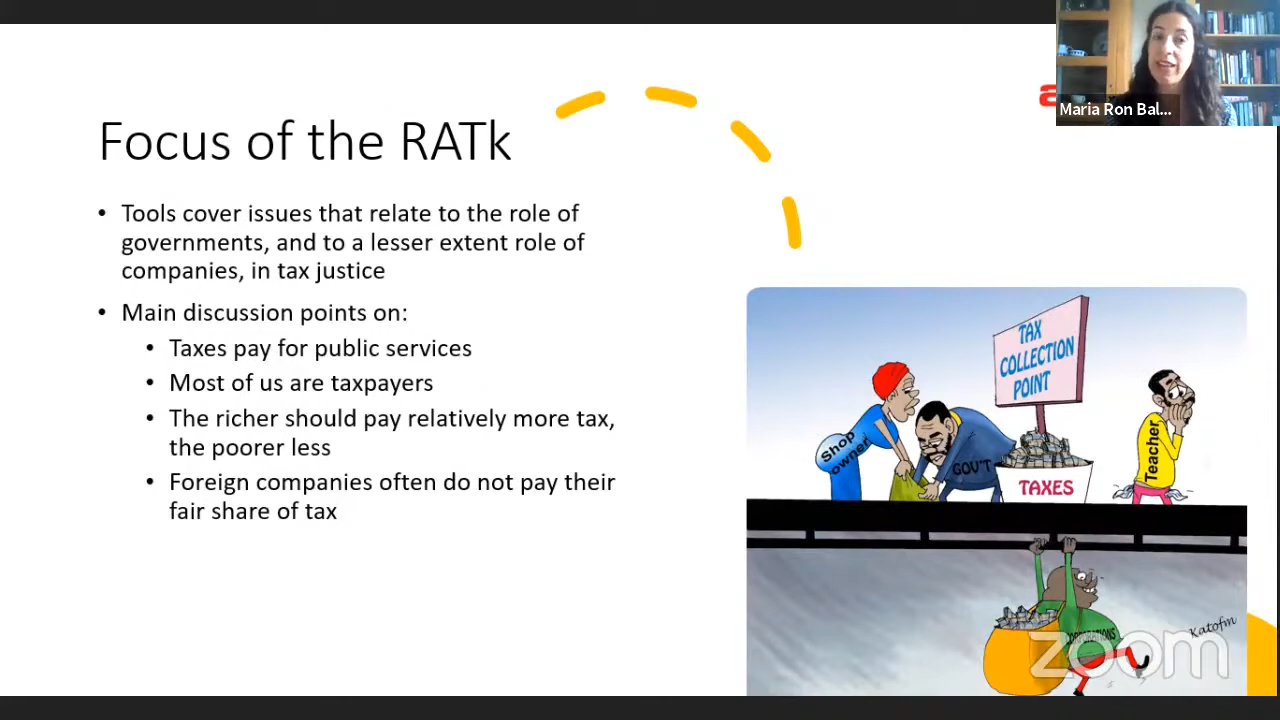 Maria Ron Bal...
Focus of the RATk
• Tools cover issues that relate to the role of
governments, and to a lesser extent role of
companies, in tax justice
• Main discussion points on:
• Taxes pay for public services
• Most of us are taxpayers
• The richer should pay relatively more tax,
the poorer less
• Foreign companies often do not pay their
fair share of tax
TAX
COLLECTION
POINT
Shop
owner
GOV'T
TAXES
Teacher
CORPORATIONS
Katofm
zoom